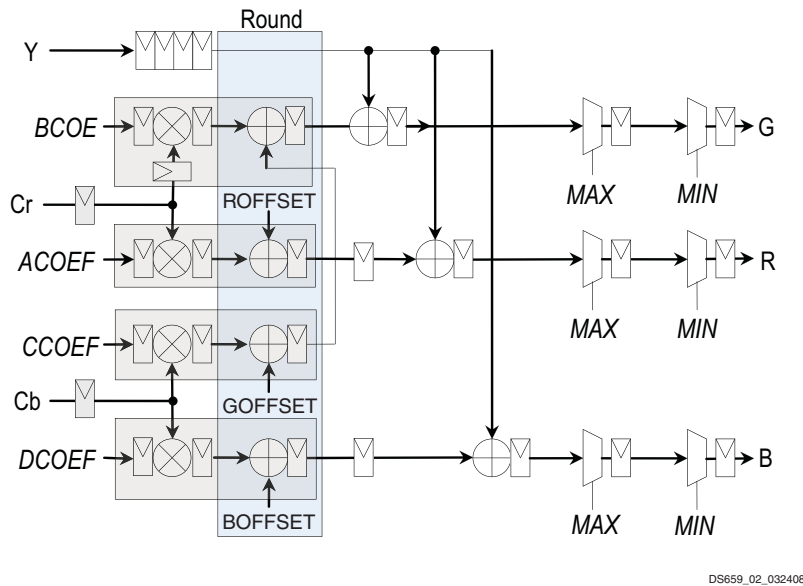 Round
Y
BCOE
G
MAX
MIN
Cr
ROFFSET
ACOEF
R
MAX
MIN
CCOEF
Cb
GOFFSET
DCOEF
B
BOFFSET
MAX
MIN
DS659_02_032408